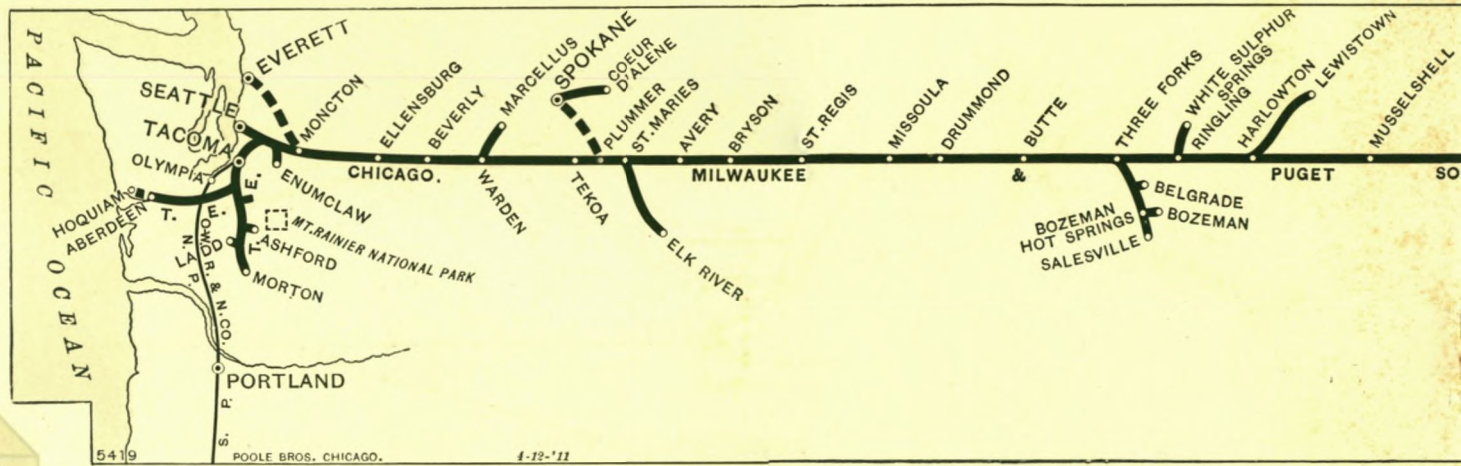 PACIFIC OCEAN
EVERETT
SEATT E
TACOMA
OLYMPIA
HOQUIAM
ABERDEEN
T. E.
T. E.
MONCTON
ENUMCLAW
MT. RAINIER NATIONAL PARK
ASHFORD
LA D
MORTON
N. P.
O-W. R. & N. CO.
PORTLAND
S. P.
ELLENSBURG
BEVERLY
MARCELLUS
WARDEN
SPOKANE
COEUR
D'ALENE
TEKOA
PLUMMER
ST. MARIES
ELK RIVER
AVERY
BRYSON
ST. REGIS
MISSOULA
DRUMMOND
BUTTE
THREE FORKS
BELGRADE
BOZEMAN
BOZEMAN
HOT SPRINGS
SALESVILLE
WHITE SULPHUR
SPRINGS
RINGLING
HARLOWTON
LEWISTOWN
MUSSELSHELL
CHICAGO. MILWAUKEE & PUGET SO
5419
POOLE BROS. CHICAGO.
4-12-'11